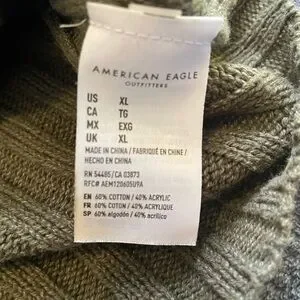 AMERICAN EAGLE
OUTFITTERS
US XL
CA TG
MX EXG
UK XL
MADE IN CHINA / FABRIQUÉ EN CHINE /
HECHO EN CHINA
RN 54485/CA 03873
RFC# AEM120605U9A
EN 60% COTTON / 40% ACRYLIC
FR 60% COTON / 40% ACRYLIQUE
SP 60% algodón / 40% acrílico